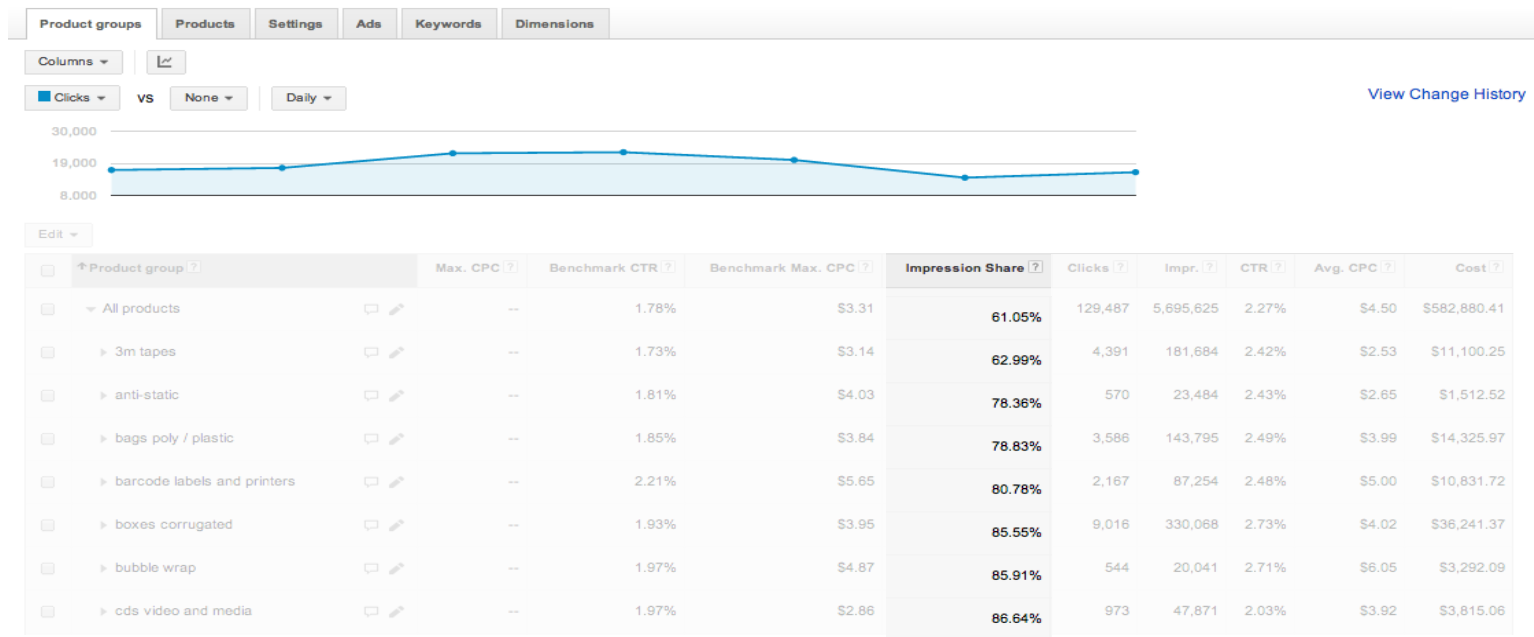 Product groups Products Settings Ads Keywords Dimensions
Columns
Clicks VS None Daily View Change History
30,000
19,000
8,000
Edit
Product group ? Max. CPC ? Benchmark CTR ? Benchmark Max. CPC ? Impression Share ? Clicks ? Impr. ? CTR ? Avg. CPC ? Cost ?
All products -- 1.78% $3.31 61.05% 129,487 5,695,625 2.27% $4.50 $582,880.41
3m tapes -- 1.73% $3.14 62.99% 4,391 181,684 2.42% $2.53 $11,100.25
anti-static -- 1.81% $4.03 78.36% 570 23,484 2.43% $2.65 $1,512.52
bags poly / plastic -- 1.85% $3.84 78.83% 3,586 143,795 2.49% $3.99 $14,325.97
barcode labels and printers -- 2.21% $5.65 80.78% 2,167 87,254 2.48% $5.00 $10,831.72
boxes corrugated -- 1.93% $3.95 85.55% 9,016 330,068 2.73% $4.02 $36,241.37
bubble wrap -- 1.97% $4.87 85.91% 544 20,041 2.71% $6.05 $3,292.09
cds video and media -- 1.97% $2.86 86.64% 973 47,871 2.03% $3.92 $3,815.06